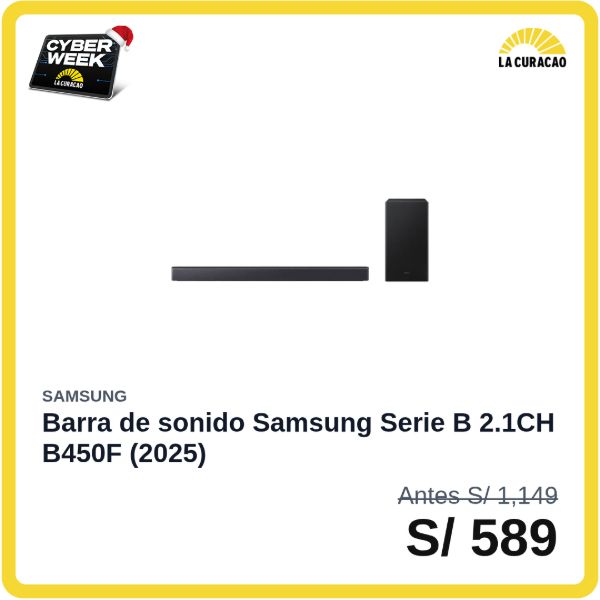 CYBER
WEEK
LA CURACAO
LA CURACAO
SAMSUNG
Barra de sonido Samsung Serie B 2.1CH
B450F (2025)
Antes S/ 1,149
S/ 589